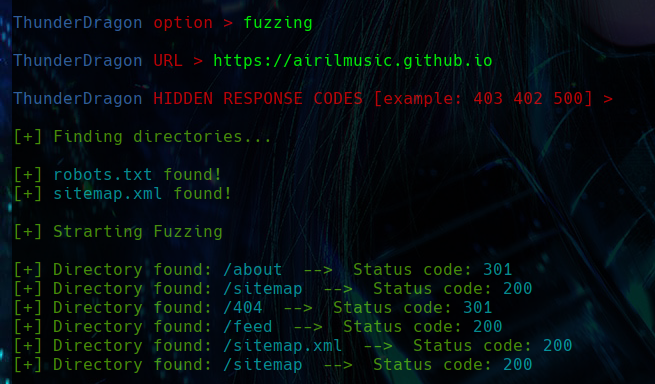 ThunderDragon option > fuzzing
ThunderDragon URL > https://airilmusic.github.io
ThunderDragon HIDDEN RESPONSE CODES [example: 403 402 500] >
[+] Finding directories...
[+] robots.txt found!
[+] sitemap.xml found!
[+] Strarting Fuzzing
[+] Directory found: /about --> Status code: 301
[+] Directory found: /sitemap --> Status code: 200
[+] Directory found: /404 --> Status code: 301
[+] Directory found: /feed --> Status code: 200
[+] Directory found: /sitemap.xml --> Status code: 200
[+] Directory found: /sitemap --> Status code: 200